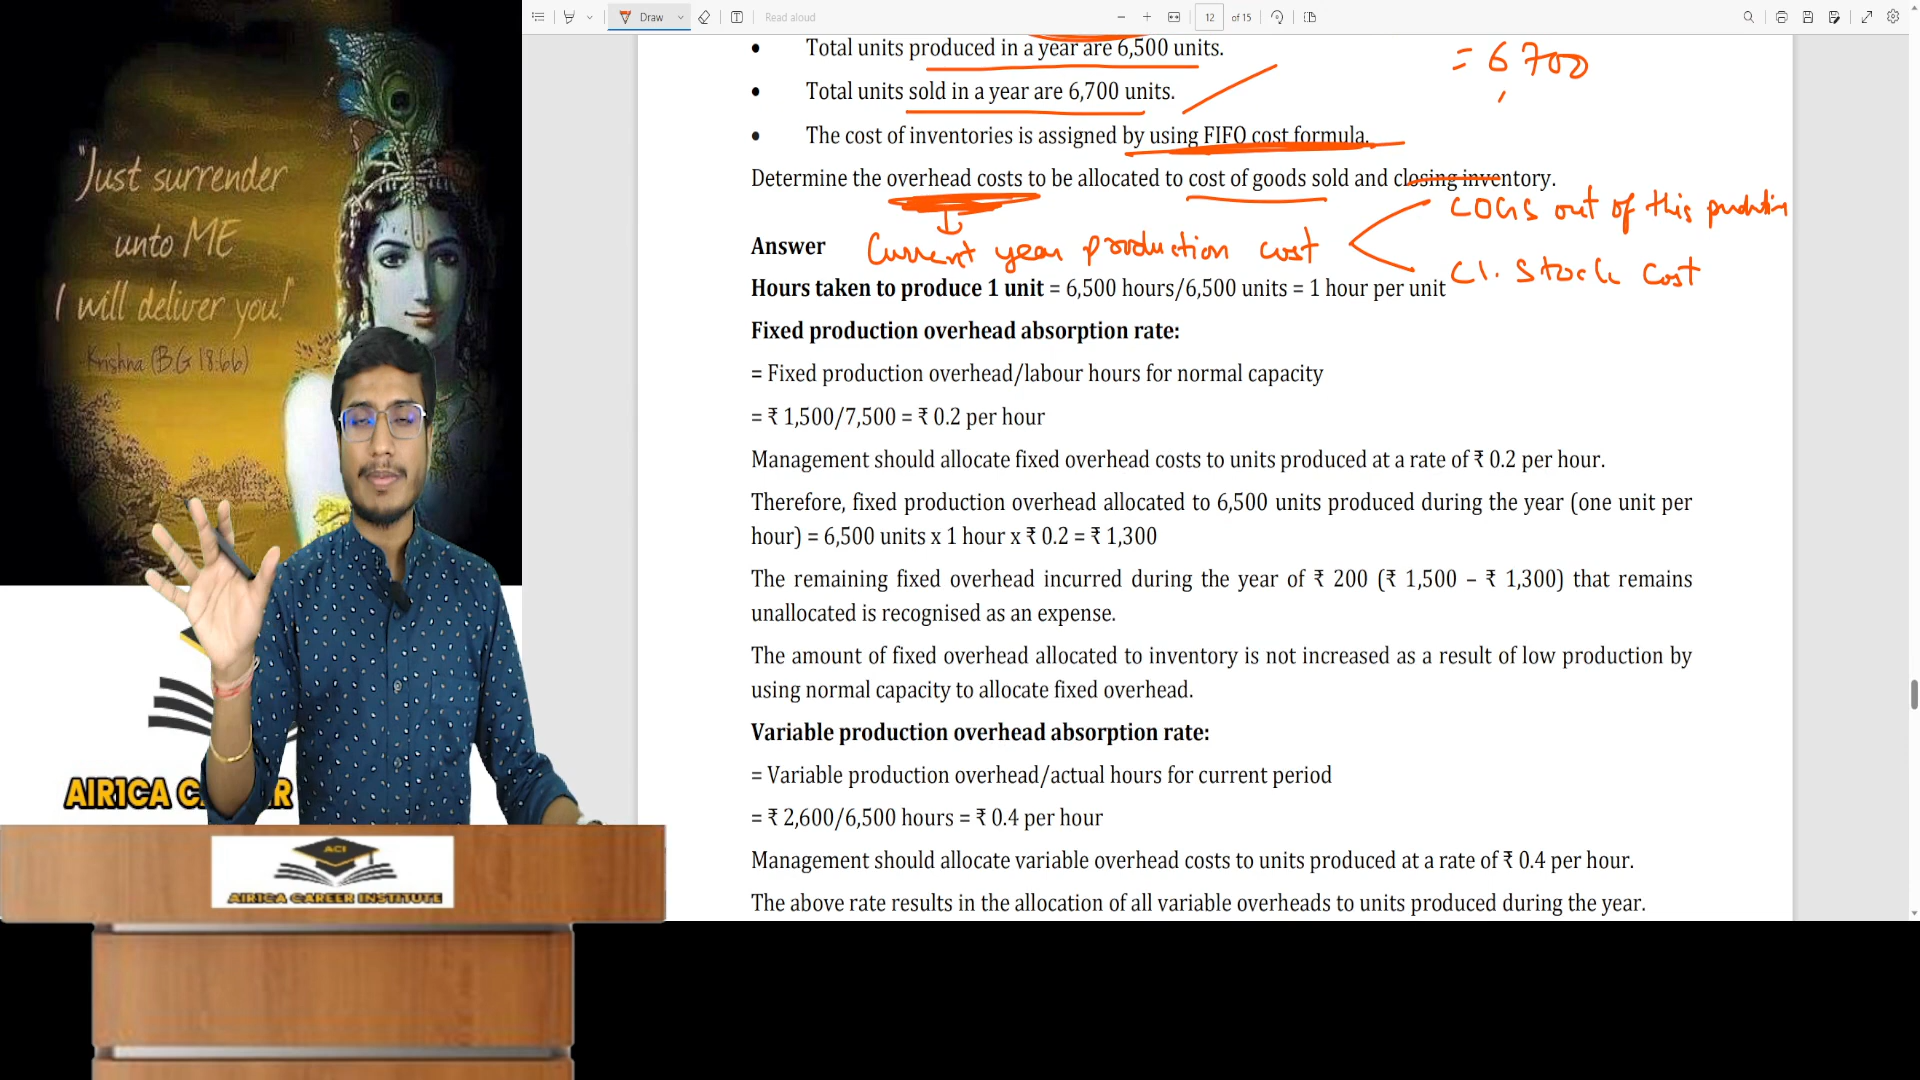 Draw
Read aloud
12
of 15
Total units produced in a year are 6,500 units.
= 6700
Total units sold in a year are 6,700 units.
The cost of inventories is assigned by using FIFO cost formula.
Determine the overhead costs to be allocated to cost of goods sold and closing inventory.
COGS out of this production
Answer
Current year production cost
Cl. Stock Cost
Hours taken to produce 1 unit = 6,500 hours/6,500 units = 1 hour per unit
Fixed production overhead absorption rate:
= Fixed production overhead/labour hours for normal capacity
= ₹ 1,500/7,500 = ₹ 0.2 per hour
Management should allocate fixed overhead costs to units produced at a rate of ₹ 0.2 per hour.
Therefore, fixed production overhead allocated to 6,500 units produced during the year (one unit per
hour) = 6,500 units x 1 hour x ₹ 0.2 = ₹ 1,300
The remaining fixed overhead incurred during the year of ₹ 200 (₹ 1,500 – ₹ 1,300) that remains
unallocated is recognised as an expense.
The amount of fixed overhead allocated to inventory is not increased as a result of low production by
using normal capacity to allocate fixed overhead.
Variable production overhead absorption rate:
= Variable production overhead/actual hours for current period
= ₹ 2,600/6,500 hours = ₹ 0.4 per hour
Management should allocate variable overhead costs to units produced at a rate of ₹ 0.4 per hour.
The above rate results in the allocation of all variable overheads to units produced during the year.
"Just surrender
unto ME
I will deliver you!"
-Krishna (B.G 18:66)
AIR1CA C
R
ACI
AIR1CA CAREER INSTITUTE